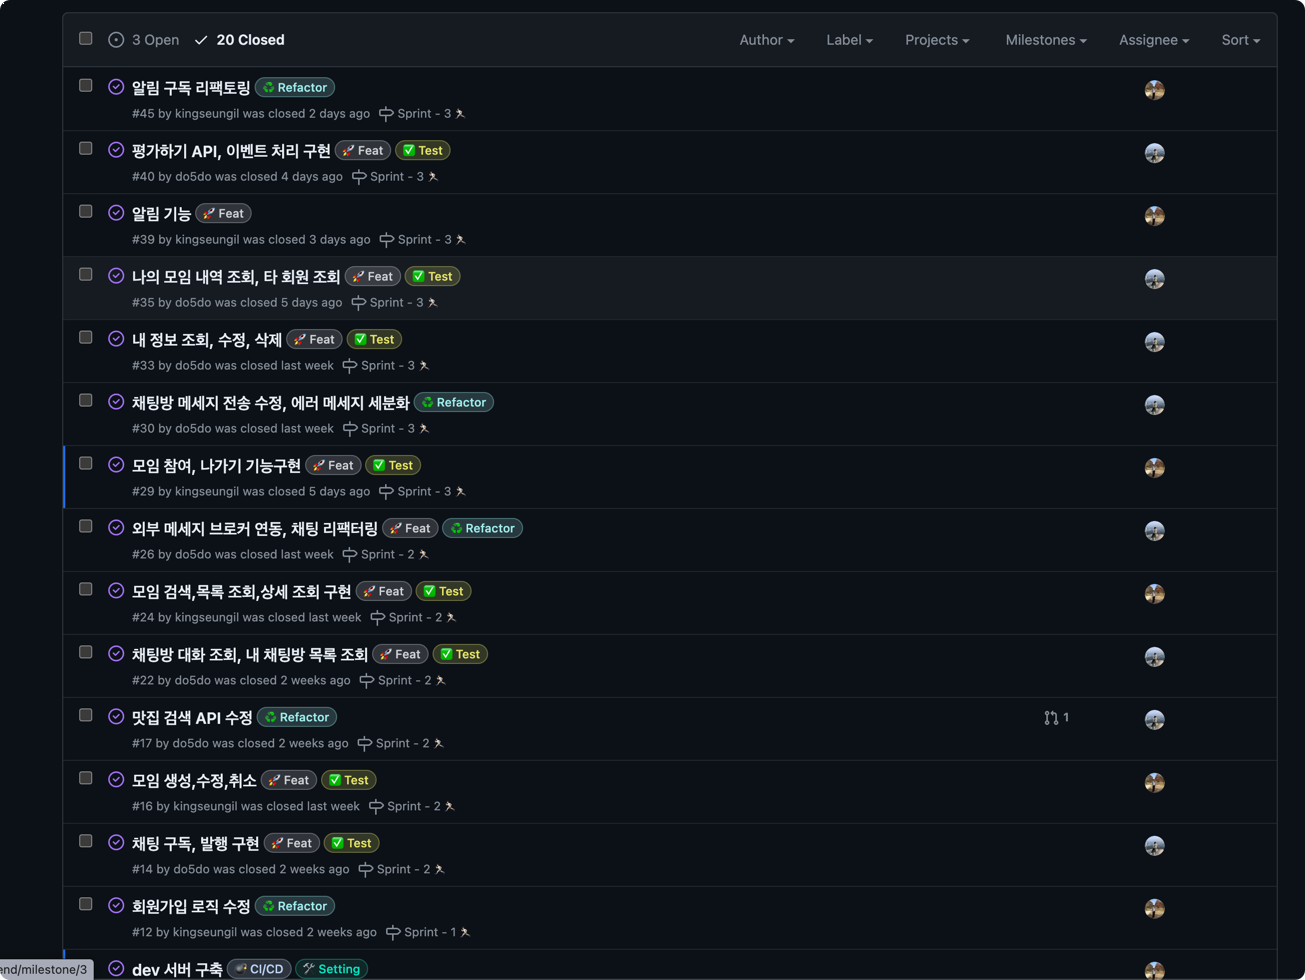 3 Open 20 Closed Author Label Projects Milestones Assignee Sort
알림 구독 리팩토링 Refactor
#45 by kingseungil was closed 2 days ago Sprint - 3
평가하기 API, 이벤트 처리 구현 Feat Test
#40 by do5do was closed 4 days ago Sprint - 3
알림 기능 Feat
#39 by kingseungil was closed 3 days ago Sprint - 3
나의 모임 내역 조회, 타 회원 조회 Feat Test
#35 by do5do was closed 5 days ago Sprint - 3
내 정보 조회, 수정, 삭제 Feat Test
#33 by do5do was closed last week Sprint - 3
채팅방 메세지 전송 수정, 에러 메세지 세분화 Refactor
#30 by do5do was closed last week Sprint - 3
모임 참여, 나가기 기능구현 Feat Test
#29 by kingseungil was closed 5 days ago Sprint - 3
외부 메세지 브로커 연동, 채팅 리팩터링 Feat Refactor
#26 by do5do was closed last week Sprint - 2
모임 검색,목록 조회,상세 조회 구현 Feat Test
#24 by kingseungil was closed last week Sprint - 2
채팅방 대화 조회, 내 채팅방 목록 조회 Feat Test
#22 by do5do was closed 2 weeks ago Sprint - 2
맛집 검색 API 수정 Refactor 1
#17 by do5do was closed 2 weeks ago Sprint - 2
모임 생성,수정,취소 Feat Test
#16 by kingseungil was closed last week Sprint - 2
채팅 구독, 발행 구현 Feat Test
#14 by do5do was closed 2 weeks ago Sprint - 2
회원가입 로직 수정 Refactor
#12 by kingseungil was closed 2 weeks ago Sprint - 1
dev 서버 구축 CI/CD Setting
end/milestone/3